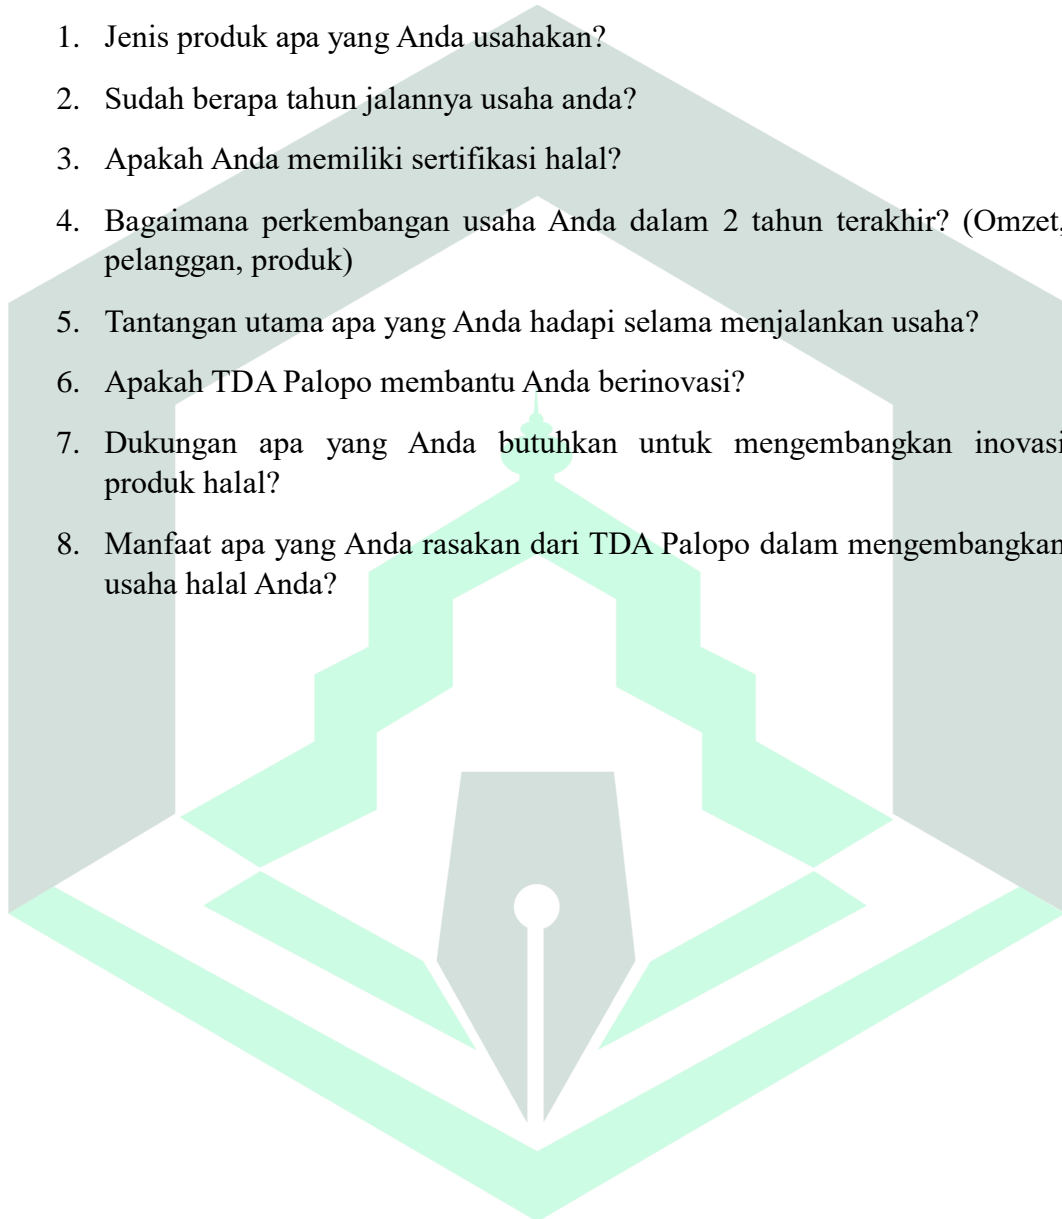 1. Jenis produk apa yang Anda usahakan?
2. Sudah berapa tahun jalannya usaha anda?
3. Apakah Anda memiliki sertifikasi halal?
4. Bagaimana perkembangan usaha Anda dalam 2 tahun terakhir? (Omzet,
pelanggan, produk)
5. Tantangan utama apa yang Anda hadapi selama menjalankan usaha?
6. Apakah TDA Palopo membantu Anda berinovasi?
7. Dukungan apa yang Anda butuhkan untuk mengembangkan inovasi
produk halal?
8. Manfaat apa yang Anda rasakan dari TDA Palopo dalam mengembangkan
usaha halal Anda?